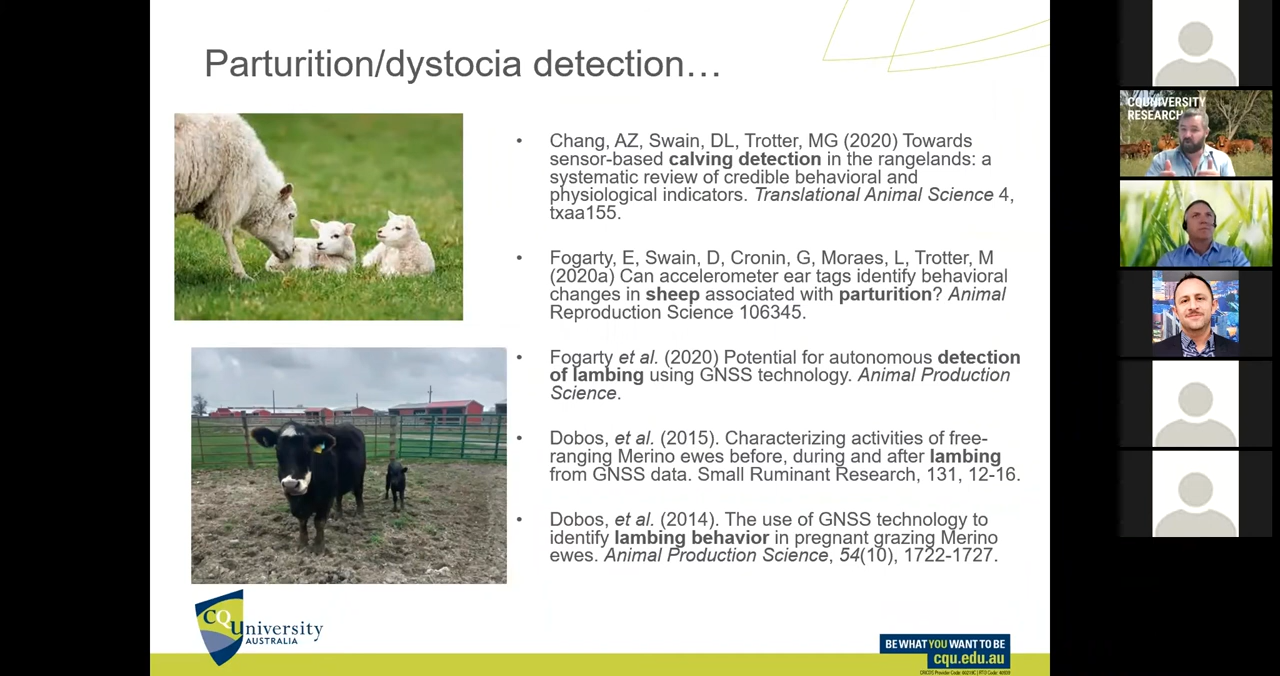 Parturition/dystocia detection…
• Chang, AZ, Swain, DL, Trotter, MG (2020) Towards
sensor-based calving detection in the rangelands: a
systematic review of credible behavioral and
physiological indicators. Translational Animal Science 4,
txaa155.
• Fogarty, E, Swain, D, Cronin, G, Moraes, L, Trotter, M
(2020a) Can accelerometer ear tags identify behavioral
changes in sheep associated with parturition? Animal
Reproduction Science 106345.
• Fogarty et al. (2020) Potential for autonomous detection
of lambing using GNSS technology. Animal Production
Science.
• Dobos, et al. (2015). Characterizing activities of free-
ranging Merino ewes before, during and after lambing
from GNSS data. Small Ruminant Research, 131, 12-16.
• Dobos, et al. (2014). The use of GNSS technology to
identify lambing behavior in pregnant grazing Merino
ewes. Animal Production Science, 54(10), 1722-1727.
CQUniversity
AUSTRALIA
BE WHAT YOU WANT TO BE
cqu.edu.au
CQUNIVERSITY
RESEARCH